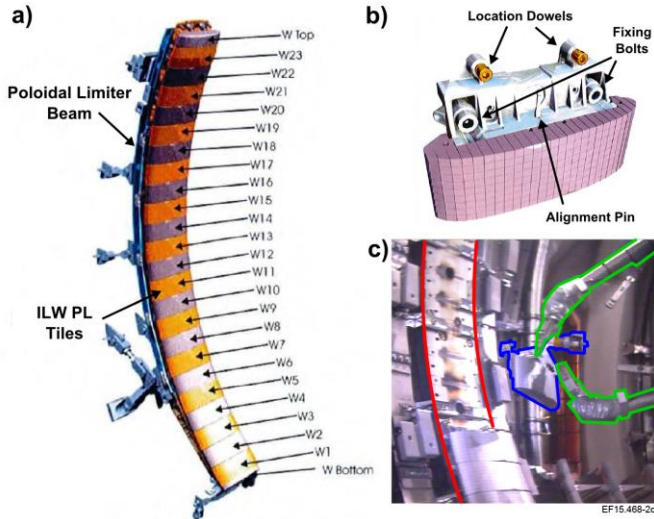 a)
Poloidal Limiter
Beam
ILW PL
Tiles
W Top
W23
W22
W21
W20
W19
W18
W17
W16
W15
W14
W13
W12
W11
W10
W9
W8
W7
W6
W5
W4
W3
W2
W1
W Bottom
b)
Location Dowels
Fixing
Bolts
Alignment Pin
c)
EF15.468-2c